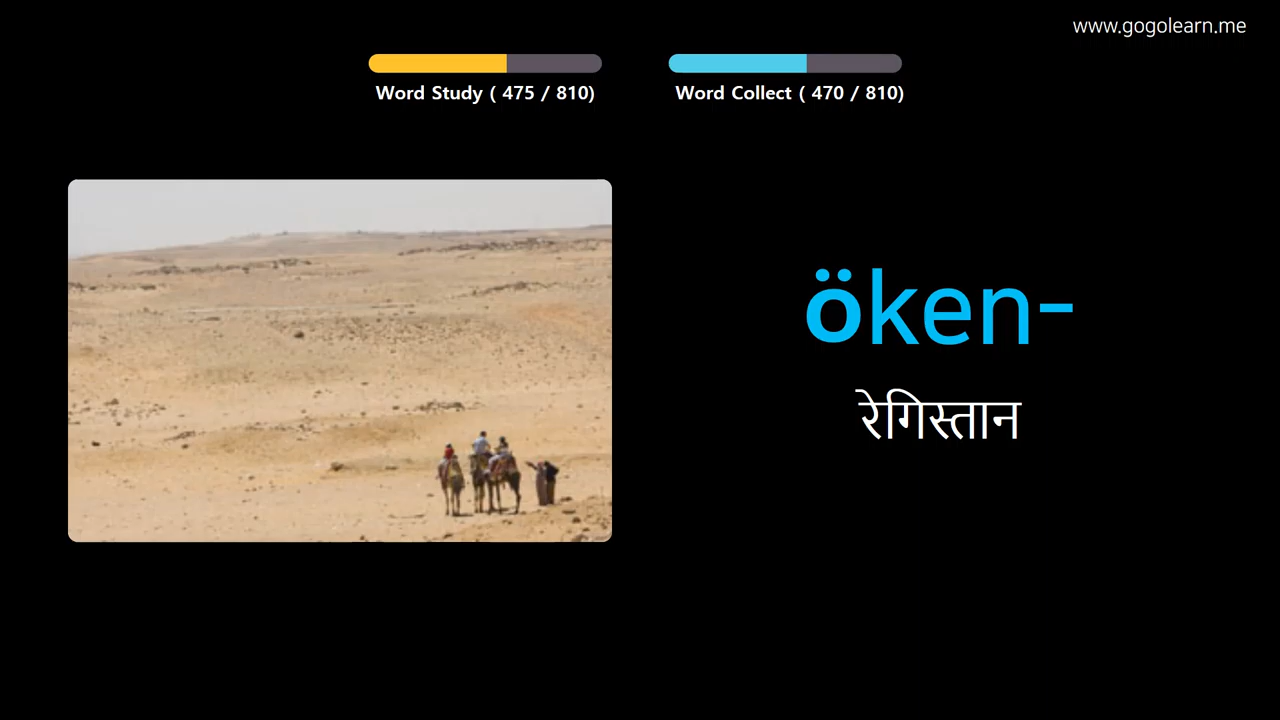 www.gogolearn.me
Word Study ( 475 / 810)
Word Collect ( 470 / 810)
öken-
रेगिस्तान